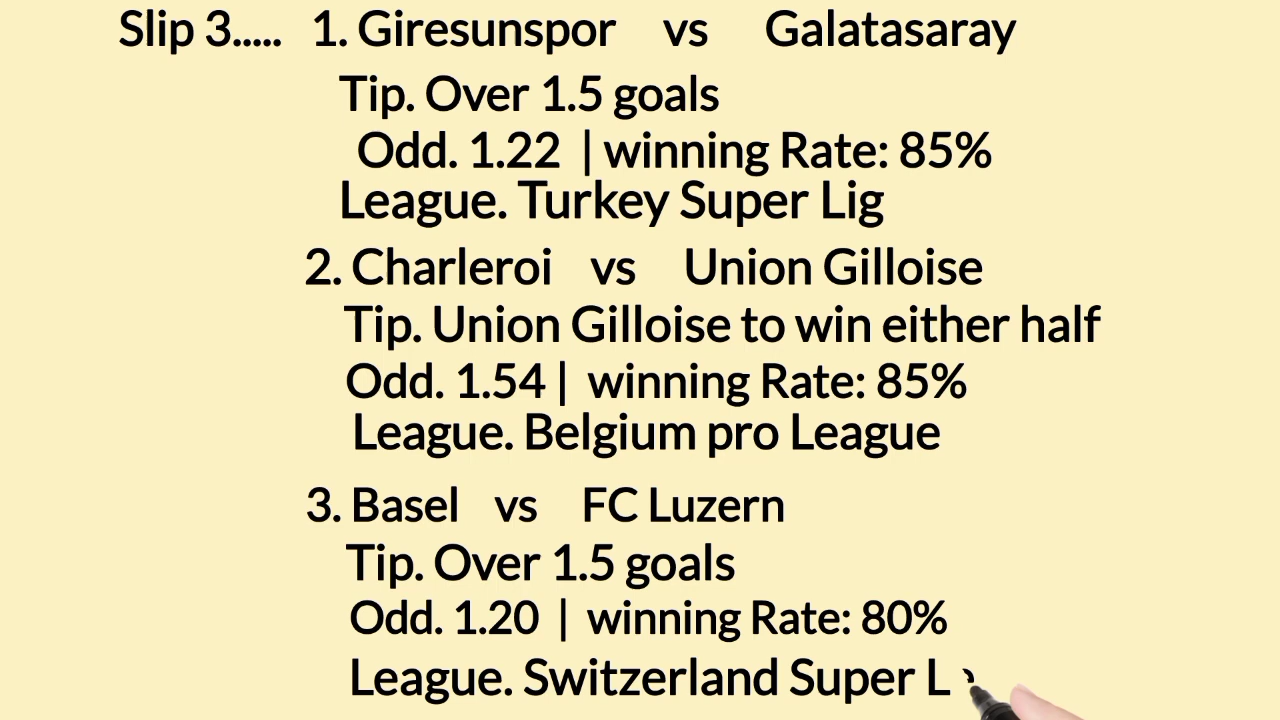 Slip 3..... 1. Giresunspor vs Galatasaray
Tip. Over 1.5 goals
Odd. 1.22 | winning Rate: 85%
League. Turkey Super Lig
2. Charleroi vs Union Gilloise
Tip. Union Gilloise to win either half
Odd. 1.54 | winning Rate: 85%
League. Belgium pro League
3. Basel vs FC Luzern
Tip. Over 1.5 goals
Odd. 1.20 | winning Rate: 80%
League. Switzerland Super L